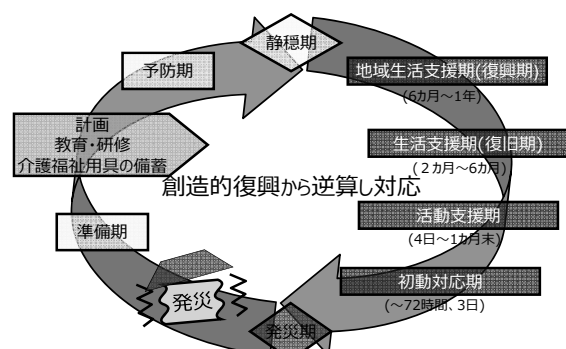 静穏期
予防期
地域生活支援期(復興期)
(6カ月～1年)
計画
教育・研修
介護福祉用具の備蓄
生活支援期(復旧期)
(２カ月～6カ月)
創造的復興から逆算し対応
活動支援期
(4日～1カ月末)
準備期
初動対応期
(～72時間、3日)
発災
発災期